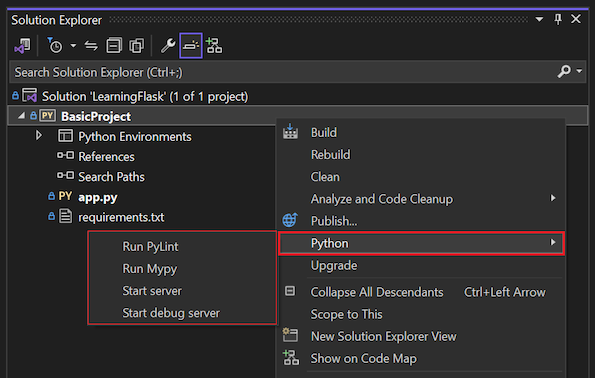 Solution Explorer
Search Solution Explorer (Ctrl+;)
Solution 'LearningFlask' (1 of 1 project)
PY BasicProject
Python Environments
References
Search Paths
PY app.py
requirements.txt
Build
Rebuild
Clean
Analyze and Code Cleanup
Publish...
Python
Upgrade
Collapse All Descendants Ctrl+Left Arrow
Scope to This
New Solution Explorer View
Show on Code Map
Run PyLint
Run Mypy
Start server
Start debug server